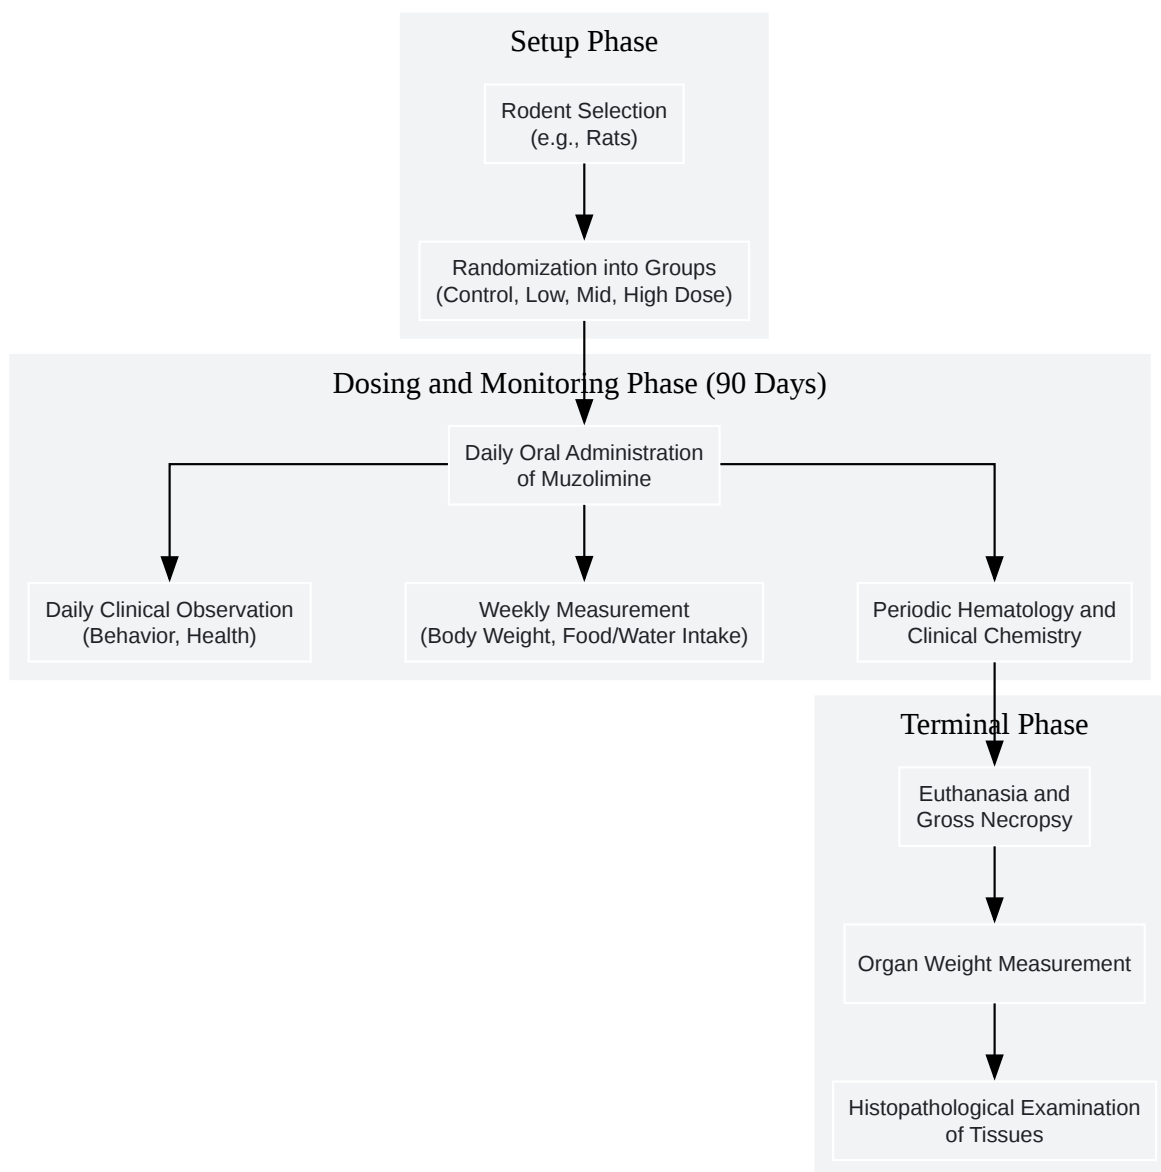 Setup Phase
Rodent Selection
(e.g., Rats)
Randomization into Groups
(Control, Low, Mid, High Dose)
Dosing and Monitoring Phase (90 Days)
Daily Oral Administration
of Muzolimine
Daily Clinical Observation
(Behavior, Health)
Weekly Measurement
(Body Weight, Food/Water Intake)
Periodic Hematology and
Clinical Chemistry
Terminal Phase
Euthanasia and
Gross Necropsy
Organ Weight Measurement
Histopathological Examination
of Tissues